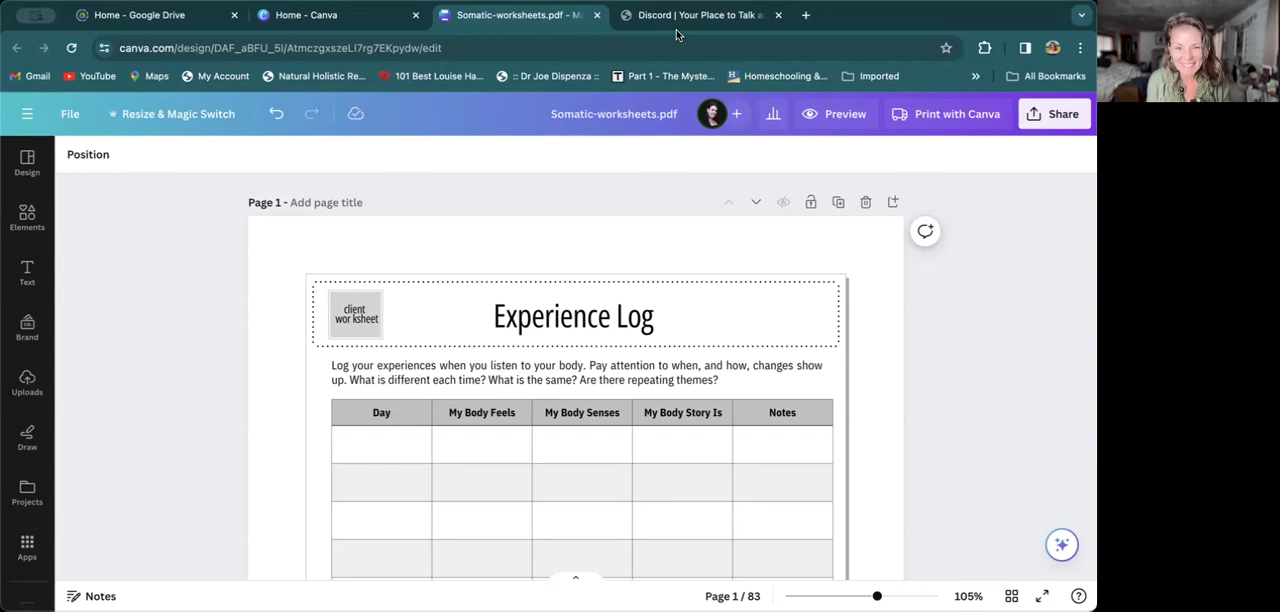 Home - Google Drive
Home - Canva
Somatic-worksheets.pdf - M
Discord | Your Place to Talk a
canva.com/design/DAF_aBFU_5I/AtmczgxszeLI7rg7EKpydw/edit
Gmail
YouTube
Maps
My Account
Natural Holistic Re...
101 Best Louise Ha...
:: Dr Joe Dispenza ::
Part 1 - The Myste...
Homeschooling &...
Imported
»
All Bookmarks
File
Resize & Magic Switch
Somatic-worksheets.pdf
Preview
Print with Canva
Share
Position
Design
Elements
Text
Brand
Uploads
Draw
Projects
Apps
Page 1 - Add page title
client
wor ksheet
Experience Log
Log your experiences when you listen to your body. Pay attention to when, and how, changes show
up. What is different each time? What is the same? Are there repeating themes?
Day
My Body Feels
My Body Senses
My Body Story Is
Notes
Notes
Page 1 / 83
105%